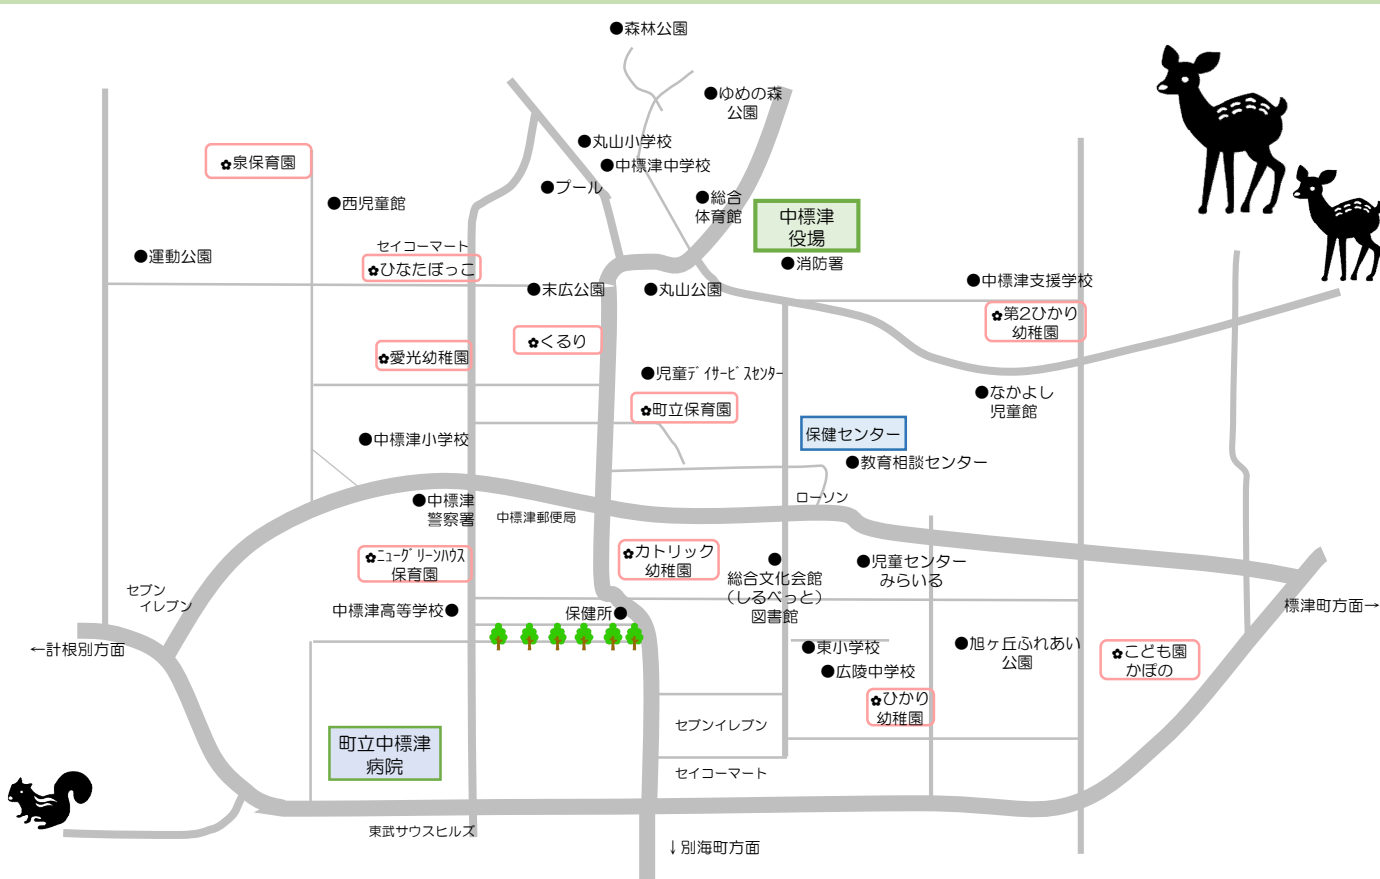 ●森林公園
●ゆめの森
公園
●丸山小学校
●中標津中学校
✿泉保育園
●プール
●西児童館
●総合
体育館
中標津
役場
セイコーマート
●運動公園
✿ひなたぼっこ
●消防署
●末広公園
●丸山公園
●中標津支援学校
✿第2ひかり
幼稚園
✿くるり
✿愛光幼稚園
●児童ﾃﾞｲｻｰﾋﾞｽｾﾝﾀｰ
●なかよし
児童館
✿町立保育園
●中標津小学校
保健センター
●教育相談センター
●中標津
警察署
ローソン
中標津郵便局
✿ﾆｭｰｸﾞﾘｰﾝﾊｳｽ
保育園
✿カトリック
幼稚園
●総合文化会館
（しるべっと）
図書館
●児童センター
みらいる
セブン
イレブン
中標津高等学校●
保健所●
標津町方面→
←計根別方面
●東小学校
●広陵中学校
●旭ヶ丘ふれあい
公園
✿こども園
かぽの
✿ひかり
幼稚園
セブンイレブン
町立中標津
病院
セイコーマート
東武サウスヒルズ
↓別海町方面